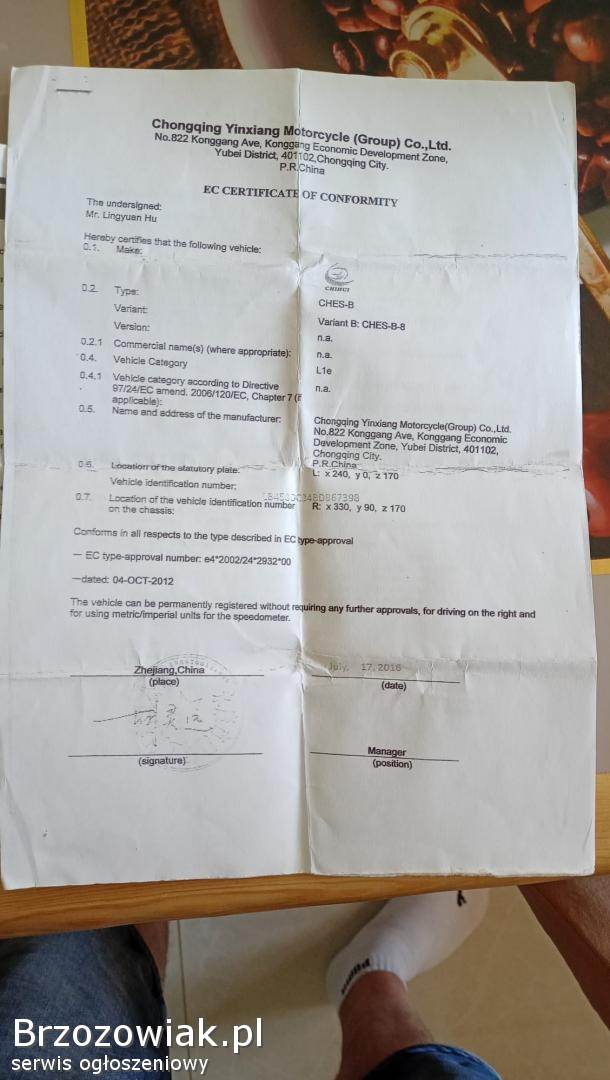 Chongqing Yinxiang Motorcycle (Group) Co.,Ltd.
No.822 Konggang Ave, Konggang Economic Development Zone,
Yubei District, 401102,Chongqing City.
P.R.China
EC CERTIFICATE OF CONFORMITY
The undersigned:
Mr. Lingyuan Hu
Hereby certifies that the following vehicle:
0.1. Make:
CHIHUI
0.2. Type: CHES-B
Variant: Variant B: CHES-B-8
Version: n.a.
0.2.1 Commercial name(s) (where appropriate): n.a.
0.4. Vehicle Category L1e
0.4.1 Vehicle category according to Directive n.a.
97/24/EC amend. 2006/120/EC, Chapter 7 (if
applicable):
0.5. Name and address of the manufacturer: Chongqing Yinxiang Motorcycle(Group) Co.,Ltd.
No.822 Konggang Ave, Konggang Economic
Development Zone, Yubei District, 401102,
Chongqing City.
P.R.China
0.6. Location of the statutory plate: L: x 240, y 0, z 170
Vehicle identification number:
0.7. Location of the vehicle identification number R: x 330, y 90, z 170
on the chassis:
Conforms in all respects to the type described in EC type-approval
— EC type-approval number: e4*2002/24*2932*00
—dated: 04-OCT-2012
The vehicle can be permanently registered without requiring any further approvals, for driving on the right and
for using metric/imperial units for the speedometer.
Zhejiang,China July. 17.2016
(place) (date)
Manager
(signature) (position)
Brzozowiak.pl
serwis ogłoszeniowy